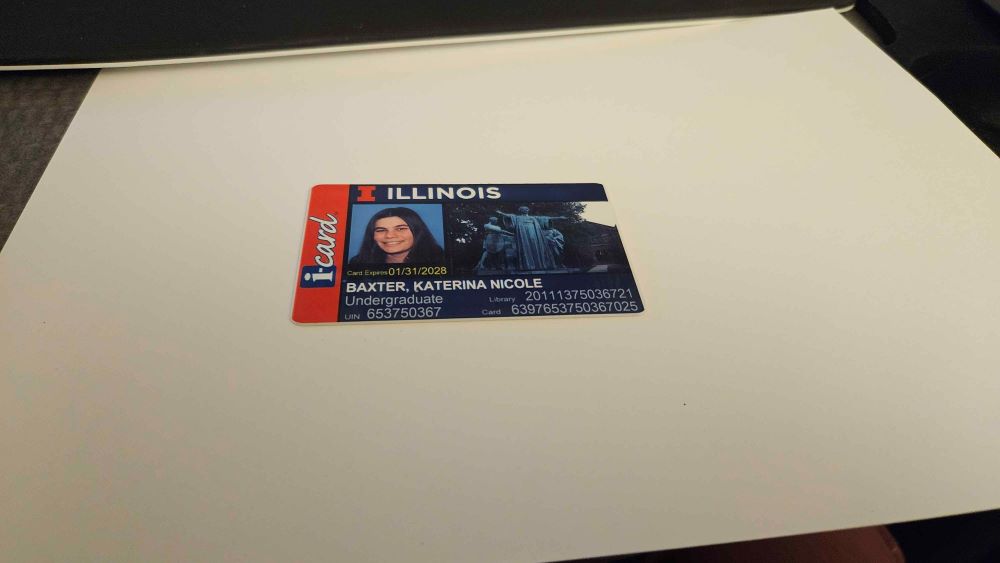 I ILLINOIS
i-card
Card Expires 01/31/2028
BAXTER, KATERINA NICOLE
Undergraduate
Library 20111375036721
UIN 653750367
Card 6397653750367025